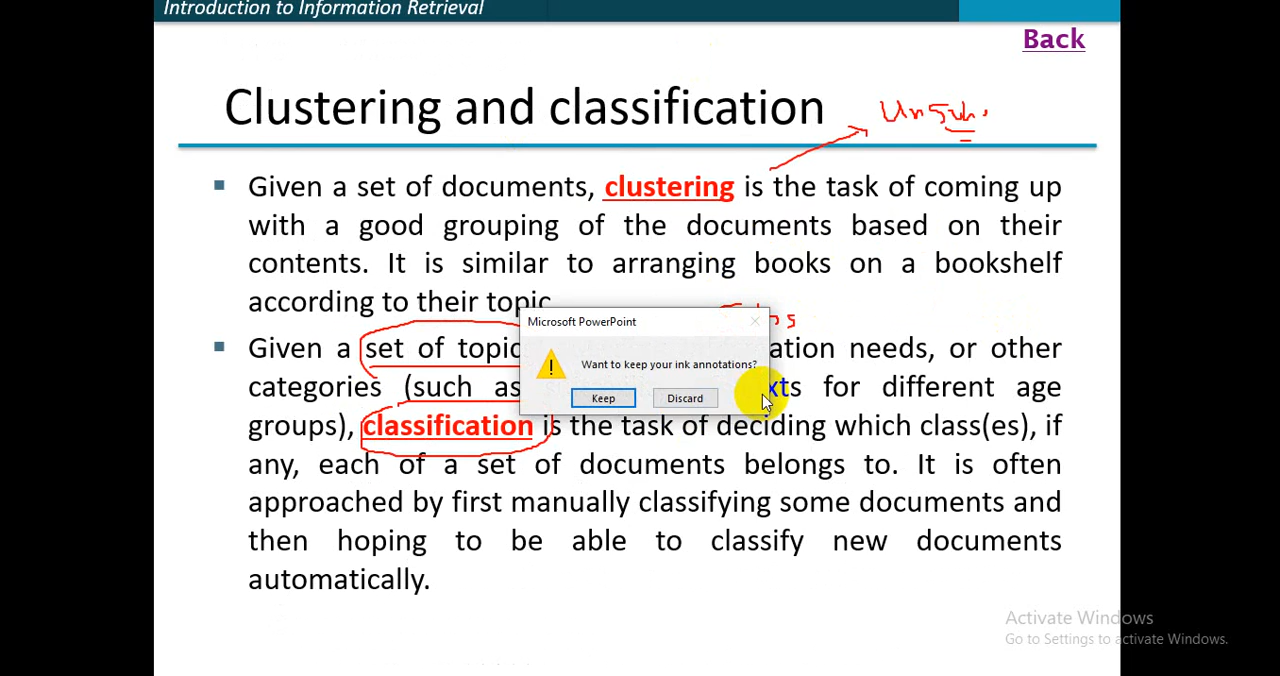 Introduction to Information Retrieval
Back
Clustering and classification
▪ Given a set of documents, clustering is the task of coming up
with a good grouping of the documents based on their
contents. It is similar to arranging books on a bookshelf
according to their topic.
Microsoft PowerPoint
▪ Given a set of topic ation needs, or other
Want to keep your ink annotations?
categories (such as xts for different age
Keep Discard
groups), classification is the task of deciding which class(es), if
any, each of a set of documents belongs to. It is often
approached by first manually classifying some documents and
then hoping to be able to classify new documents
automatically.
Activate Windows
Go to Settings to activate Windows.